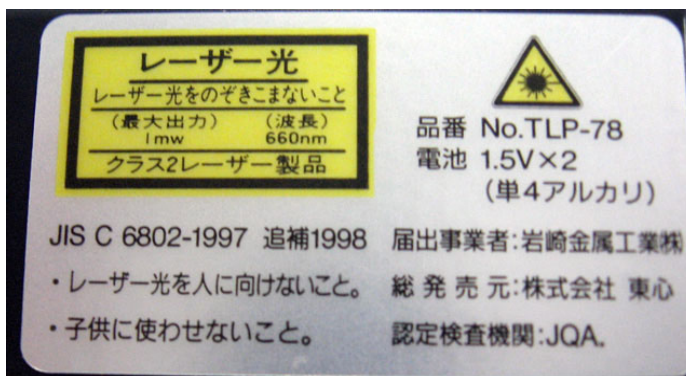 レーザー光
レーザー光をのぞきこまないこと
(最大出力) (波長)
1mw 660nm
クラス2レーザー製品
品番 No.TLP-78
電池 1.5V×2
(単4アルカリ)
JIS C 6802-1997 追補1998
・レーザー光を人に向けないこと。
・子供に使わせないこと。
届出事業者:岩崎金属工業㈱
総発売元:株式会社 東心
認定検査機関:JQA.